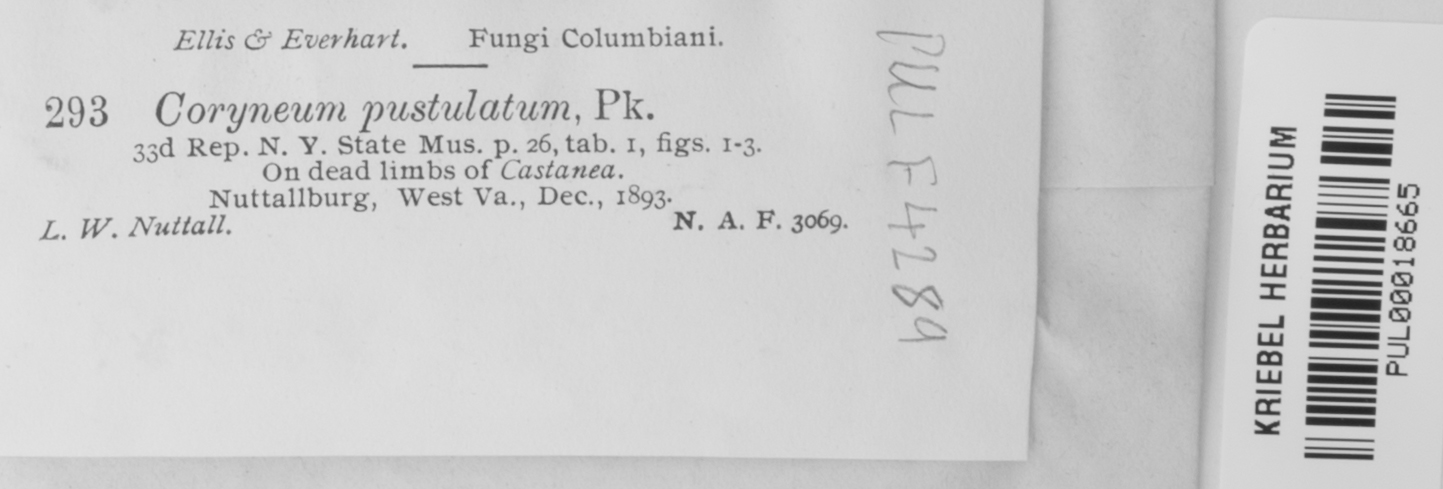 Ellis & Everhart. Fungi Columbiani.
293 Coryneum pustulatum, Pk.
33d Rep. N. Y. State Mus. p. 26, tab. 1, figs. 1-3.
On dead limbs of Castanea.
Nuttallburg, West Va., Dec., 1893.
L. W. Nuttall. N. A. F. 3069.
PUL F4289
KRIEBEL HERBARIUM
PUL00018665